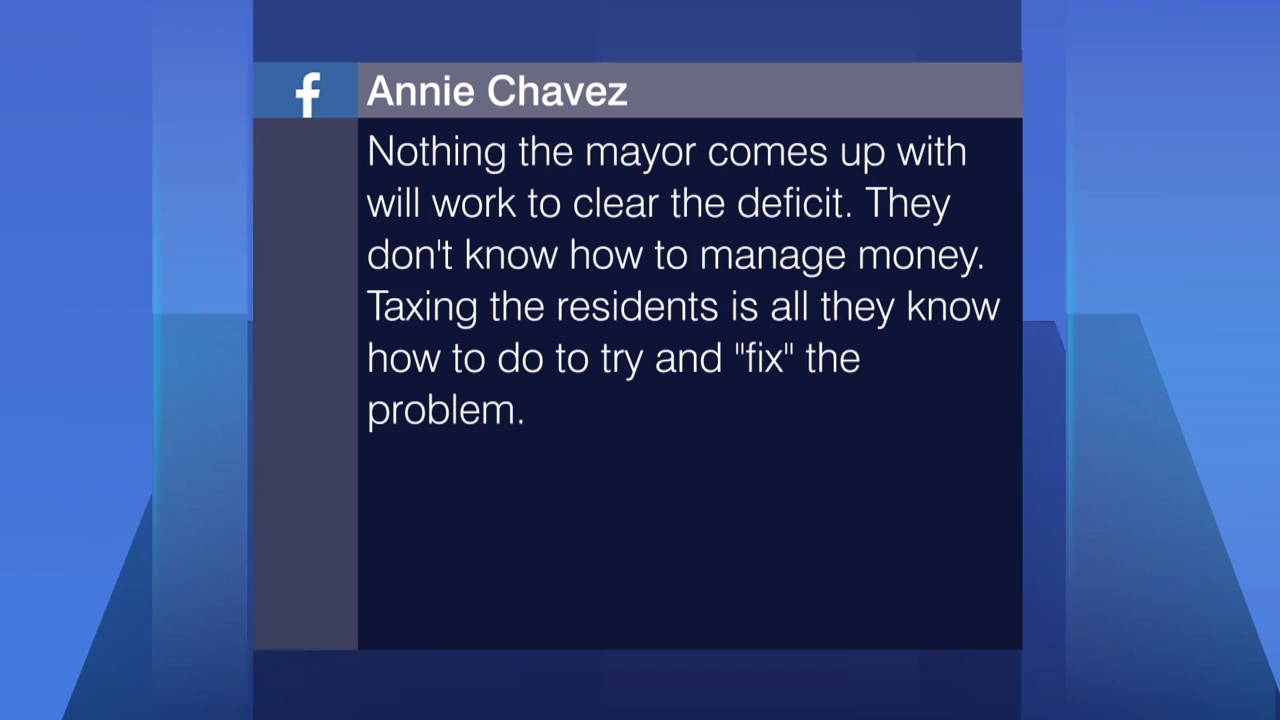 Annie Chavez
Nothing the mayor comes up with
will work to clear the deficit. They
don't know how to manage money.
Taxing the residents is all they know
how to do to try and "fix" the
problem.